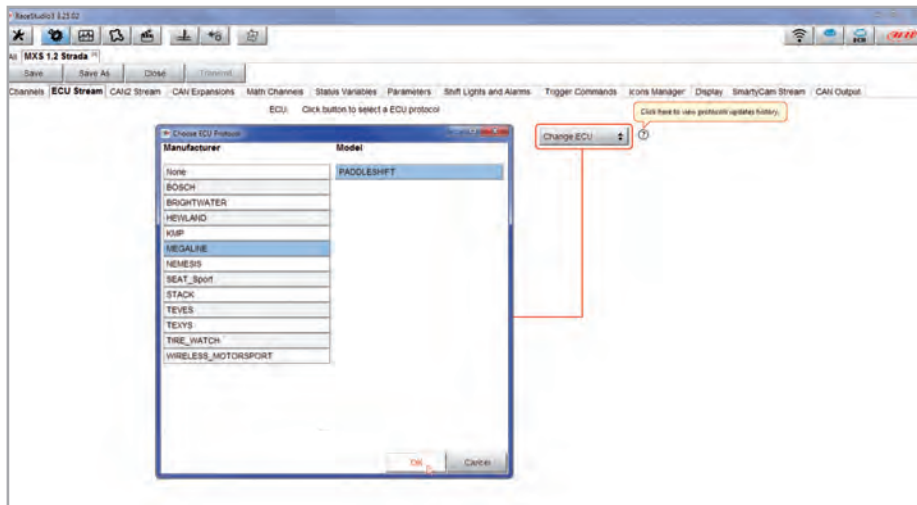 RaceStudio3 3.25.02
All MXS 1.2 Strada
Save Save As Close Transmit
Channels ECU Stream CAN2 Stream CAN Expansions Math Channels Status Variables Parameters Shift Lights and Alarms Trigger Commands Icons Manager Display SmartyCam Stream CAN Output
ECU: Click button to select a ECU protocol
Click here to view protocols updates history.
Change ECU
?
Choose ECU Protocol
Manufacturer Model
None PADDLESHIFT
BOSCH
BRIGHTWATER
HEWLAND
KMP
MEGALINE
NEMESIS
SEAT_Sport
STACK
TEVES
TEXYS
TIRE_WATCH
WIRELESS_MOTORSPORT
OK Cancel